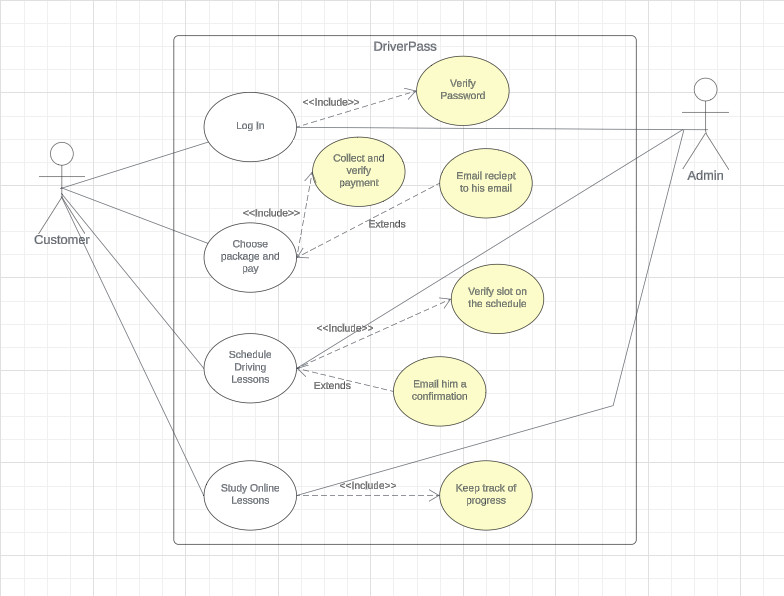 DriverPass
Verify
Password
<<Include>>
Log In
Admin
Collect and
verify
payment
Email reciept
to his email
<<Include>>
Extends
Customer
Choose
package and
pay
Verify slot on
the schedule
<<Include>>
Schedule
Driving
Lessons
Extends
Email him a
confirmation
Study Online
Lessons
<<Include>>
Keep track of
progress